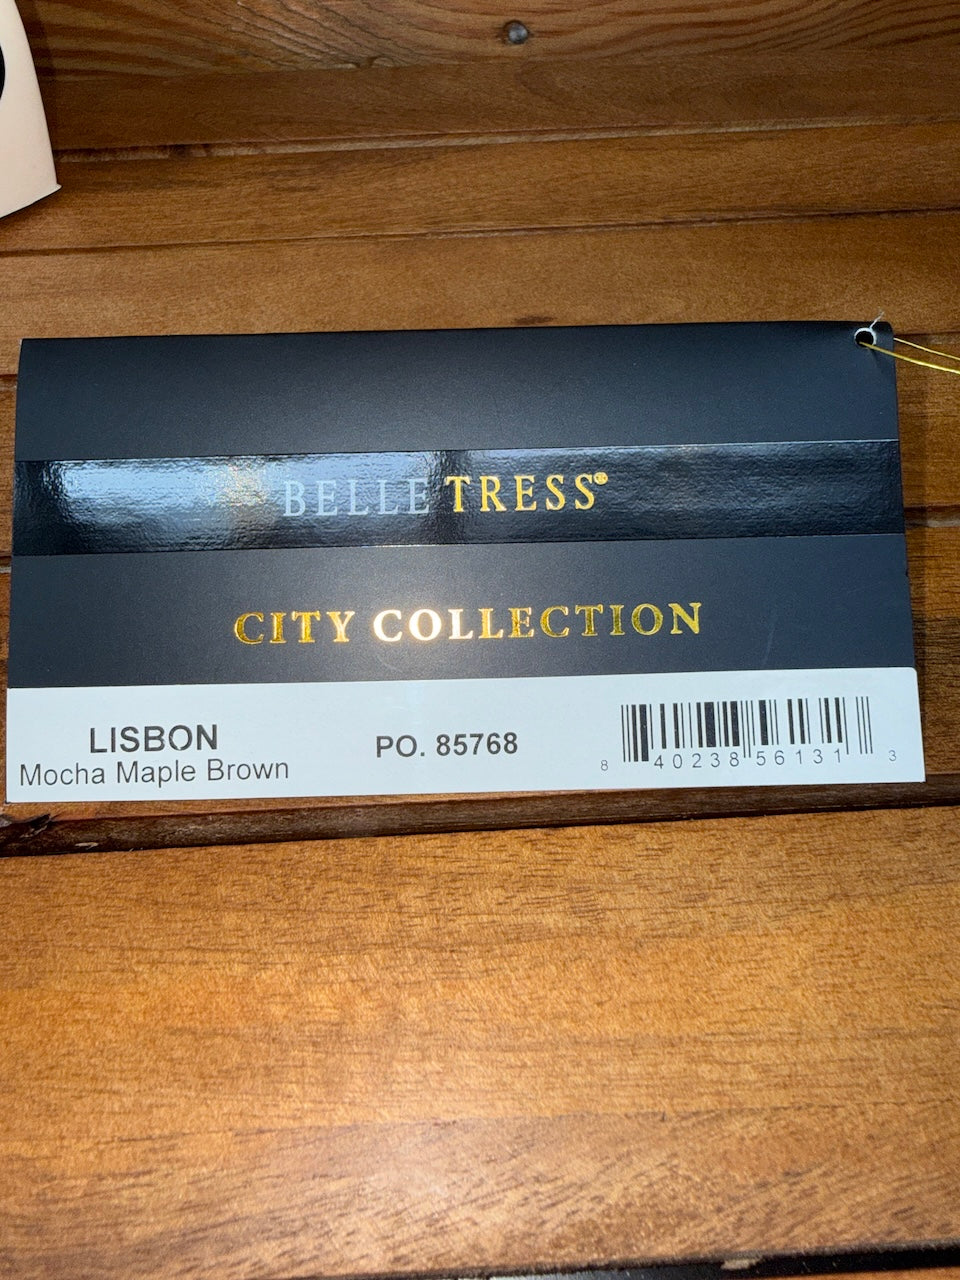 BELLE TRESS®
CITY COLLECTION
LISBON
Mocha Maple Brown
PO. 85768
8 40238 56131 3